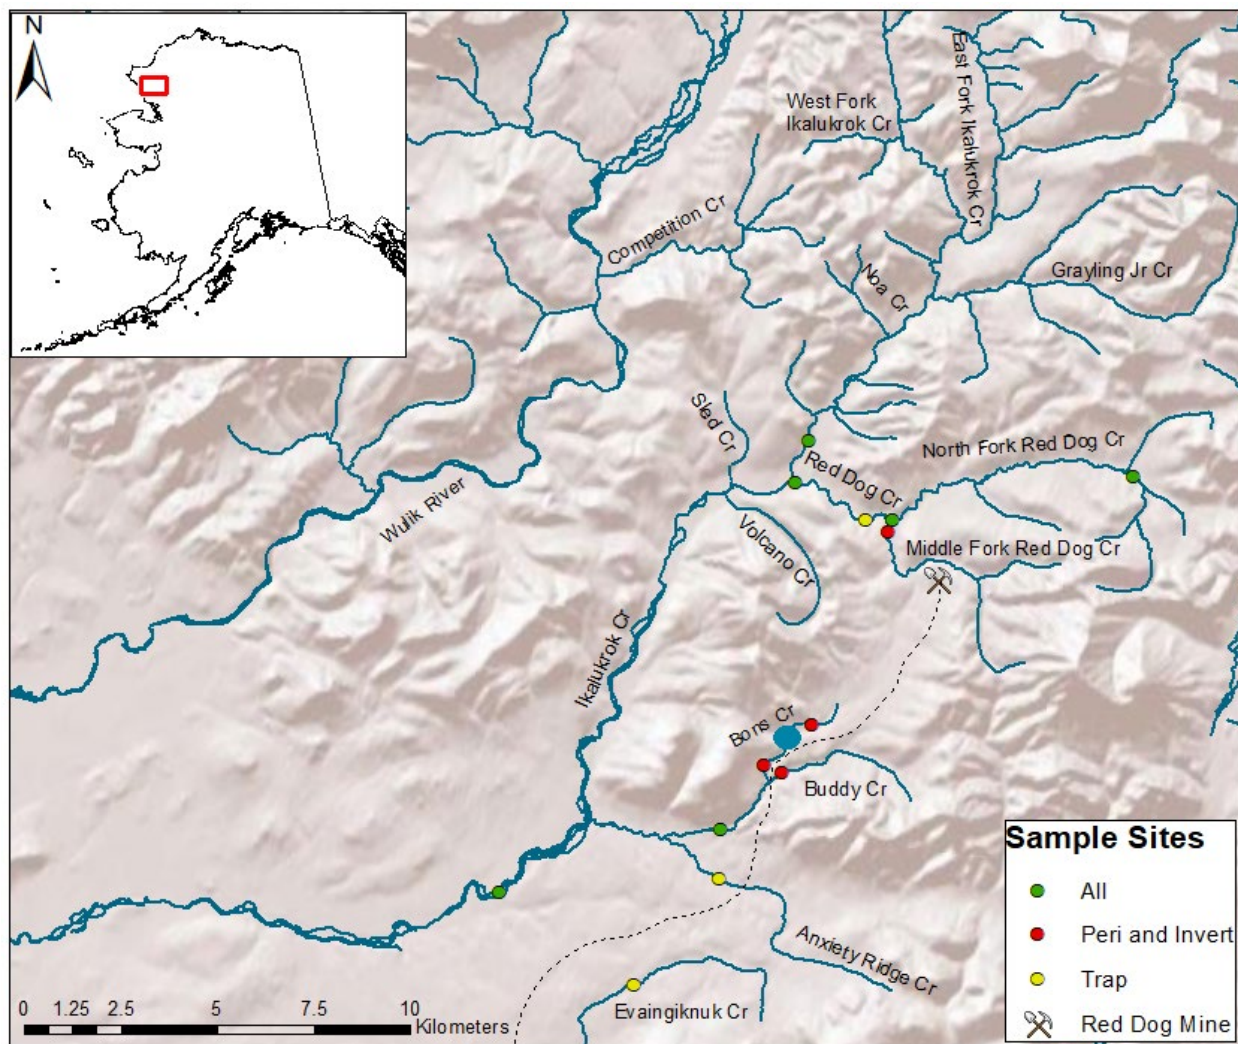 N
West Fork
Ikalukrok Cr
East Fork Ikalukrok Cr
Competition Cr
Noa Cr
Grayling Jr Cr
Sled Cr
Red Dog Cr
North Fork Red Dog Cr
Wulik River
Volcano Cr
Middle Fork Red Dog Cr
Ikalukrok Cr
Bons Cr
Buddy Cr
Anxiety Ridge Cr
Evaingiknuk Cr
Sample Sites
All
Peri and Invert
Trap
Red Dog Mine
0 1.25 2.5 5 7.5 10
Kilometers